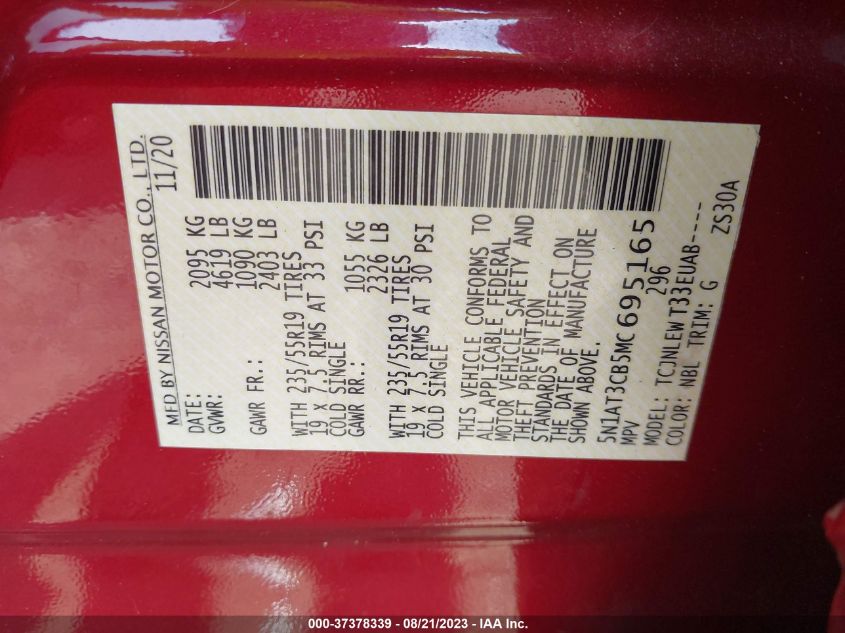 MFD BY NISSAN MOTOR CO., LTD.
DATE: 11/20
GVWR: 2095 KG
4619 LB
GAWR FR.: 1090 KG
2403 LB
WITH 235/55R19 TIRES
19 X 7.5 RIMS AT 33 PSI
COLD SINGLE
GAWR RR.: 1055 KG
2326 LB
WITH 235/55R19 TIRES
19 X 7.5 RIMS AT 30 PSI
COLD SINGLE
THIS VEHICLE CONFORMS TO
ALL APPLICABLE FEDERAL
MOTOR VEHICLE SAFETY AND
THEFT PREVENTION
STANDARDS IN EFFECT ON
THE DATE OF MANUFACTURE
SHOWN ABOVE.
5N1AT3CB5MC695165
MPV 296
MODEL: TCJNLEW T33EUAB-----
COLOR: NBL TRIM: G ZS30A
000-37378339 - 08/21/2023 - IAA Inc.